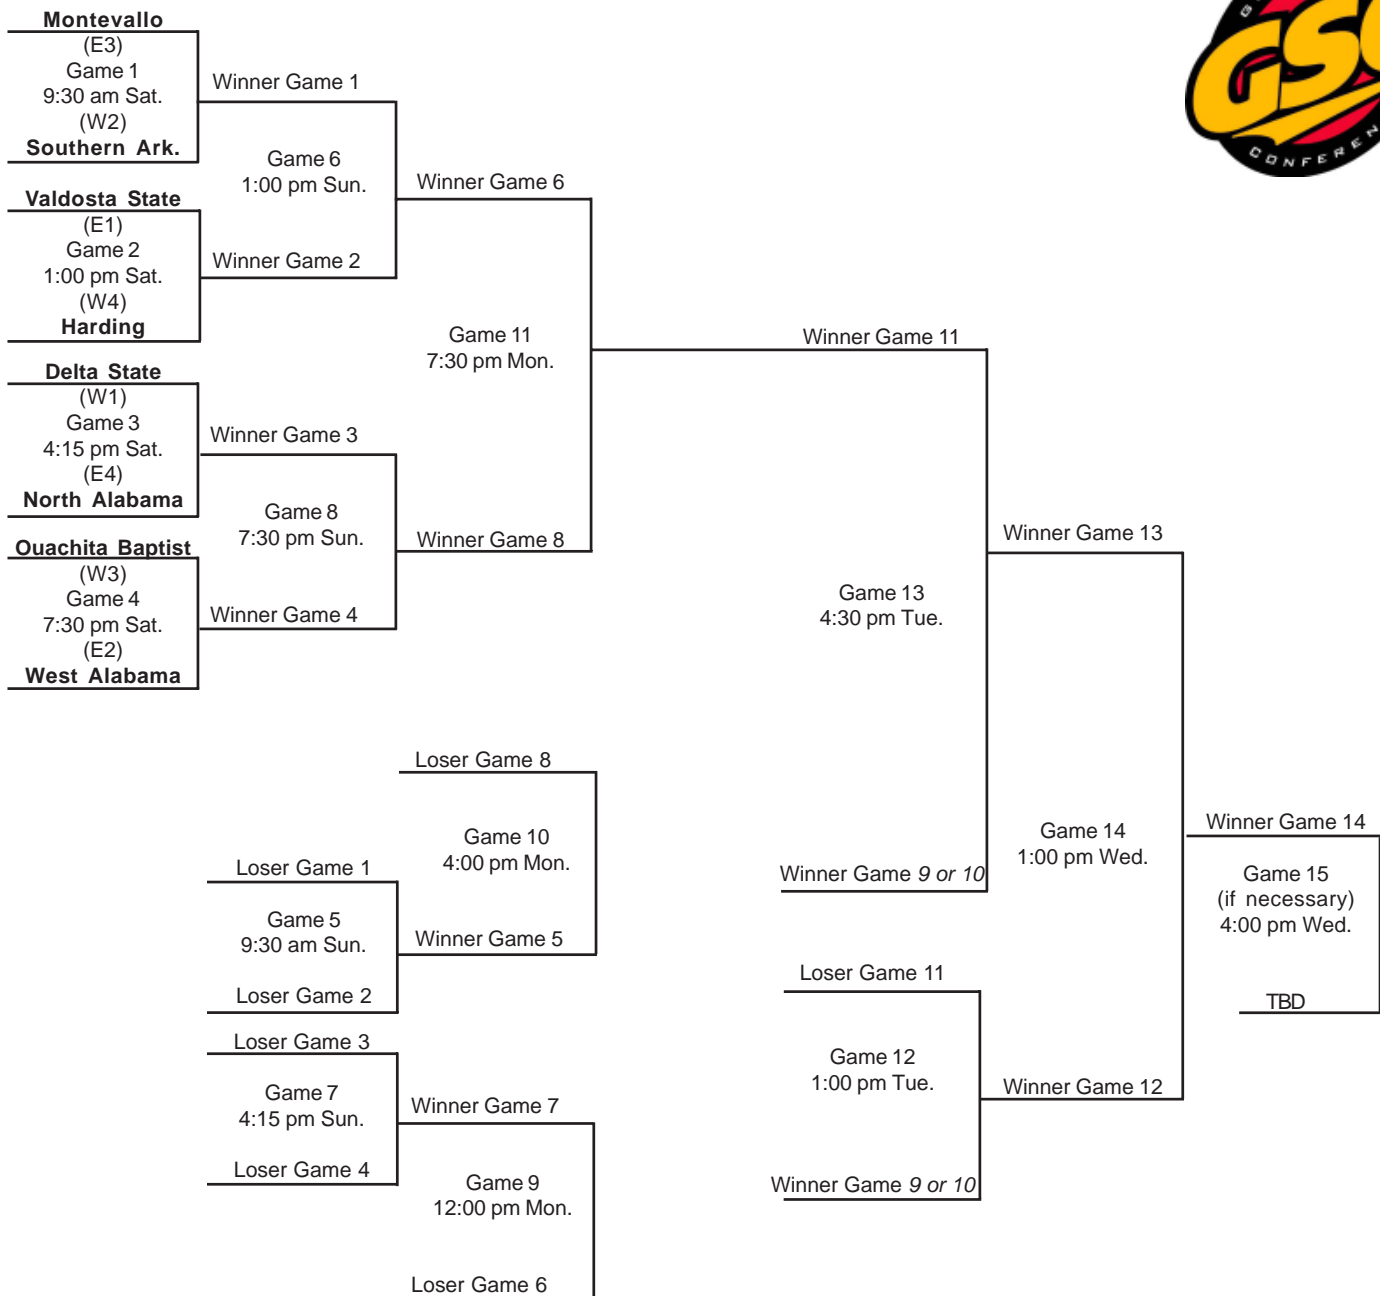 Montevallo
(E3)
Game 1
9:30 am Sat.
(W2)
Southern Ark.
Valdosta State
(E1)
Game 2
1:00 pm Sat.
(W4)
Harding
Delta State
(W1)
Game 3
4:15 pm Sat.
(E4)
North Alabama
Ouachita Baptist
(W3)
Game 4
7:30 pm Sat.
(E2)
West Alabama
Winner Game 1
Game 6
1:00 pm Sun.
Winner Game 2
Winner Game 3
Game 8
7:30 pm Sun.
Winner Game 4
Winner Game 6
Game 11
7:30 pm Mon.
Winner Game 8
Loser Game 8
Game 10
4:00 pm Mon.
Winner Game 5
Loser Game 1
Game 5
9:30 am Sun.
Loser Game 2
Loser Game 3
Game 7
4:15 pm Sun.
Loser Game 4
Winner Game 7
Game 9
12:00 pm Mon.
Loser Game 6
Winner Game 11
Game 13
4:30 pm Tue.
Winner Game 9 or 10
Loser Game 11
Game 12
1:00 pm Tue.
Winner Game 9 or 10
Winner Game 13
Game 14
1:00 pm Wed.
Winner Game 12
Winner Game 14
Game 15
(if necessary)
4:00 pm Wed.
TBD
GSC